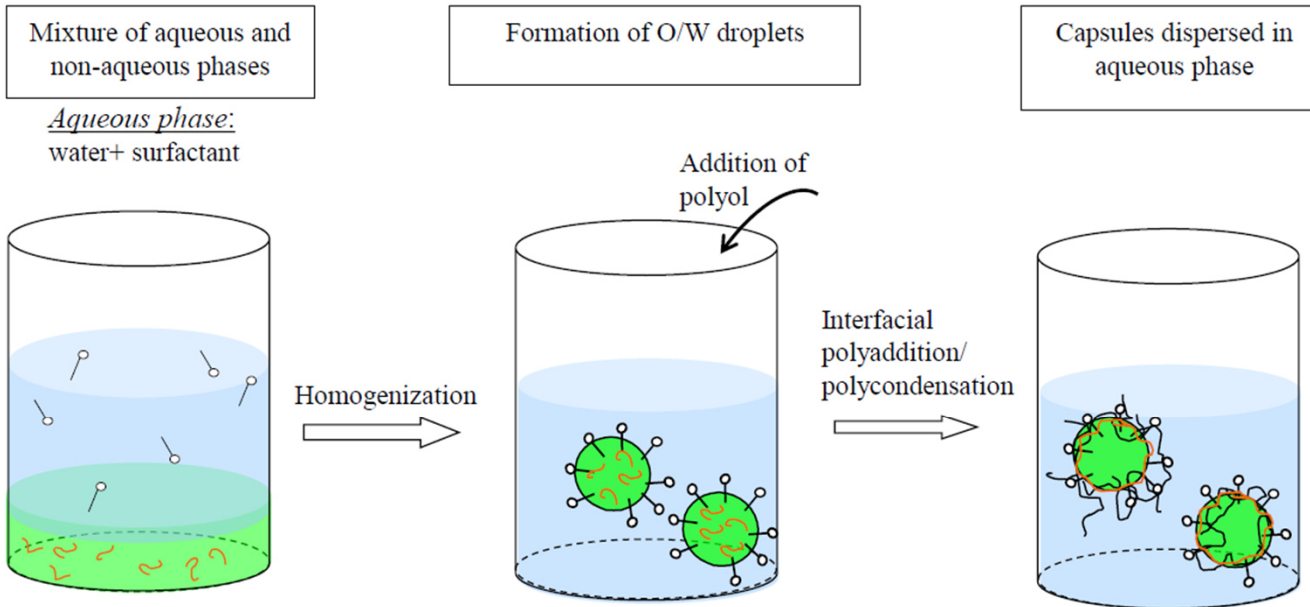 Mixture of aqueous and
non-aqueous phases
Formation of O/W droplets
Capsules dispersed in
aqueous phase
Aqueous phase:
water+ surfactant
Addition of
polyol
Homogenization
Interfacial
polyaddition/
polycondensation